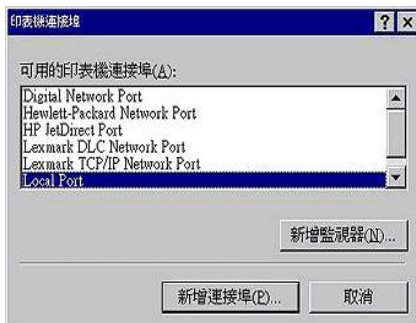 印表機連接埠
可用的印表機連接埠(A):
Digital Network Port
Hewlett-Packard Network Port
HP JetDirect Port
Lexmark DLC Network Port
Lexmark TCP/IP Network Port
Local Port
新增監視器(N)...
新增連接埠(P)...
取消